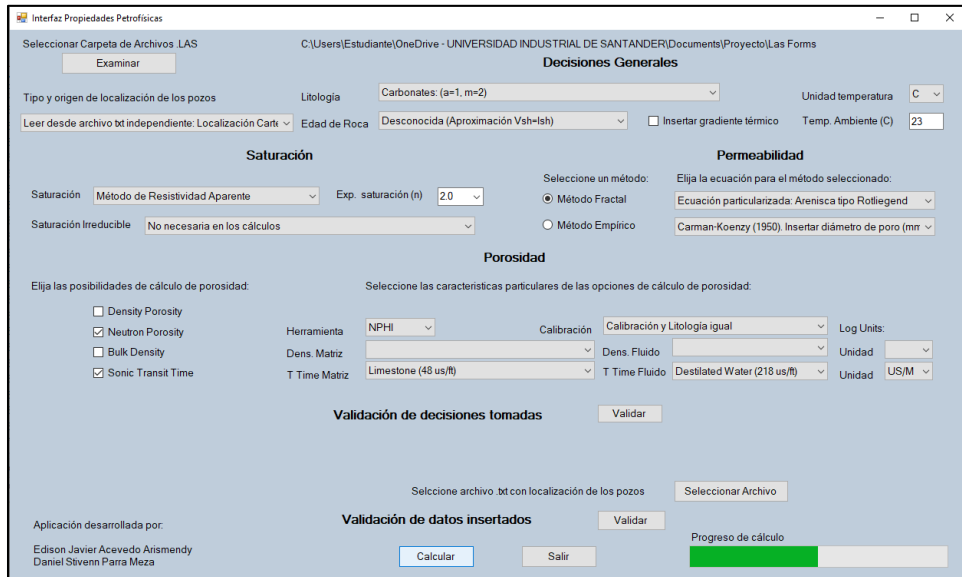 Interfaz Propiedades Petrofísicas
Seleccionar Carpeta de Archivos .LAS
C:\Users\Estudiante\OneDrive - UNIVERSIDAD INDUSTRIAL DE SANTANDER\Documents\Proyecto\Las Forms
Examinar
Decisiones Generales
Tipo y origen de localización de los pozos
Litología
Carbonates: (a=1, m=2)
Unidad temperatura
C
Leer desde archivo txt independiente: Localización Carte
Edad de Roca
Desconocida (Aproximación Vsh=Ish)
Insertar gradiente térmico
Temp. Ambiente (C)
23
Saturación
Permeabilidad
Seleccione un método:
Elija la ecuación para el método seleccionado:
Saturación
Método de Resistividad Aparente
Exp. saturación (n)
2.0
Método Fractal
Ecuación particularizada: Arenisca tipo Rotliegend
Saturación Irreducible
No necesaria en los cálculos
Método Empírico
Carman-Koenzy (1950). Insertar diámetro de poro (mm
Porosidad
Elija las posibilidades de cálculo de porosidad:
Seleccione las caracteristicas particulares de las opciones de cálculo de porosidad:
Density Porosity
Neutron Porosity
Herramienta
NPHI
Calibración
Calibración y Litología igual
Log Units:
Bulk Density
Dens. Matriz
Dens. Fluido
Unidad
Sonic Transit Time
T Time Matriz
Limestone (48 us/ft)
T Time Fluido
Destilated Water (218 us/ft)
Unidad
US/M
Validación de decisiones tomadas
Validar
Selccione archivo .txt con localización de los pozos
Seleccionar Archivo
Aplicación desarrollada por:
Validación de datos insertados
Validar
Progreso de cálculo
Edison Javier Acevedo Arismendy
Daniel Stivenn Parra Meza
Calcular
Salir